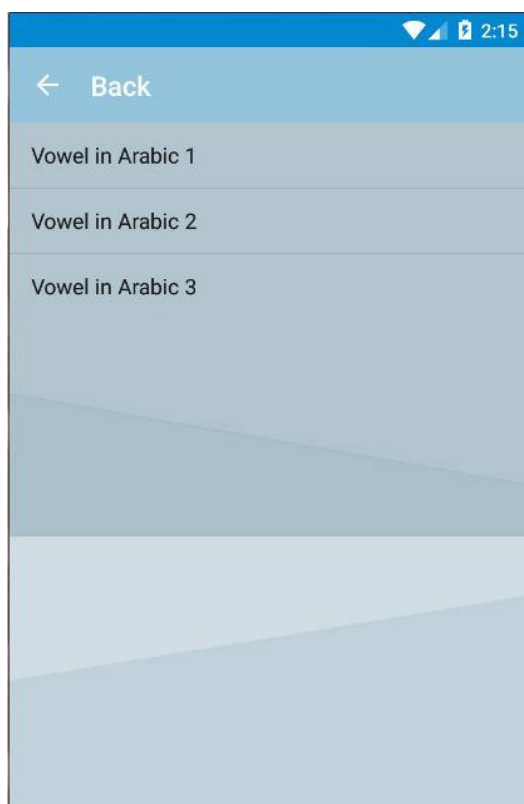 2:15
Back
Vowel in Arabic 1
Vowel in Arabic 2
Vowel in Arabic 3